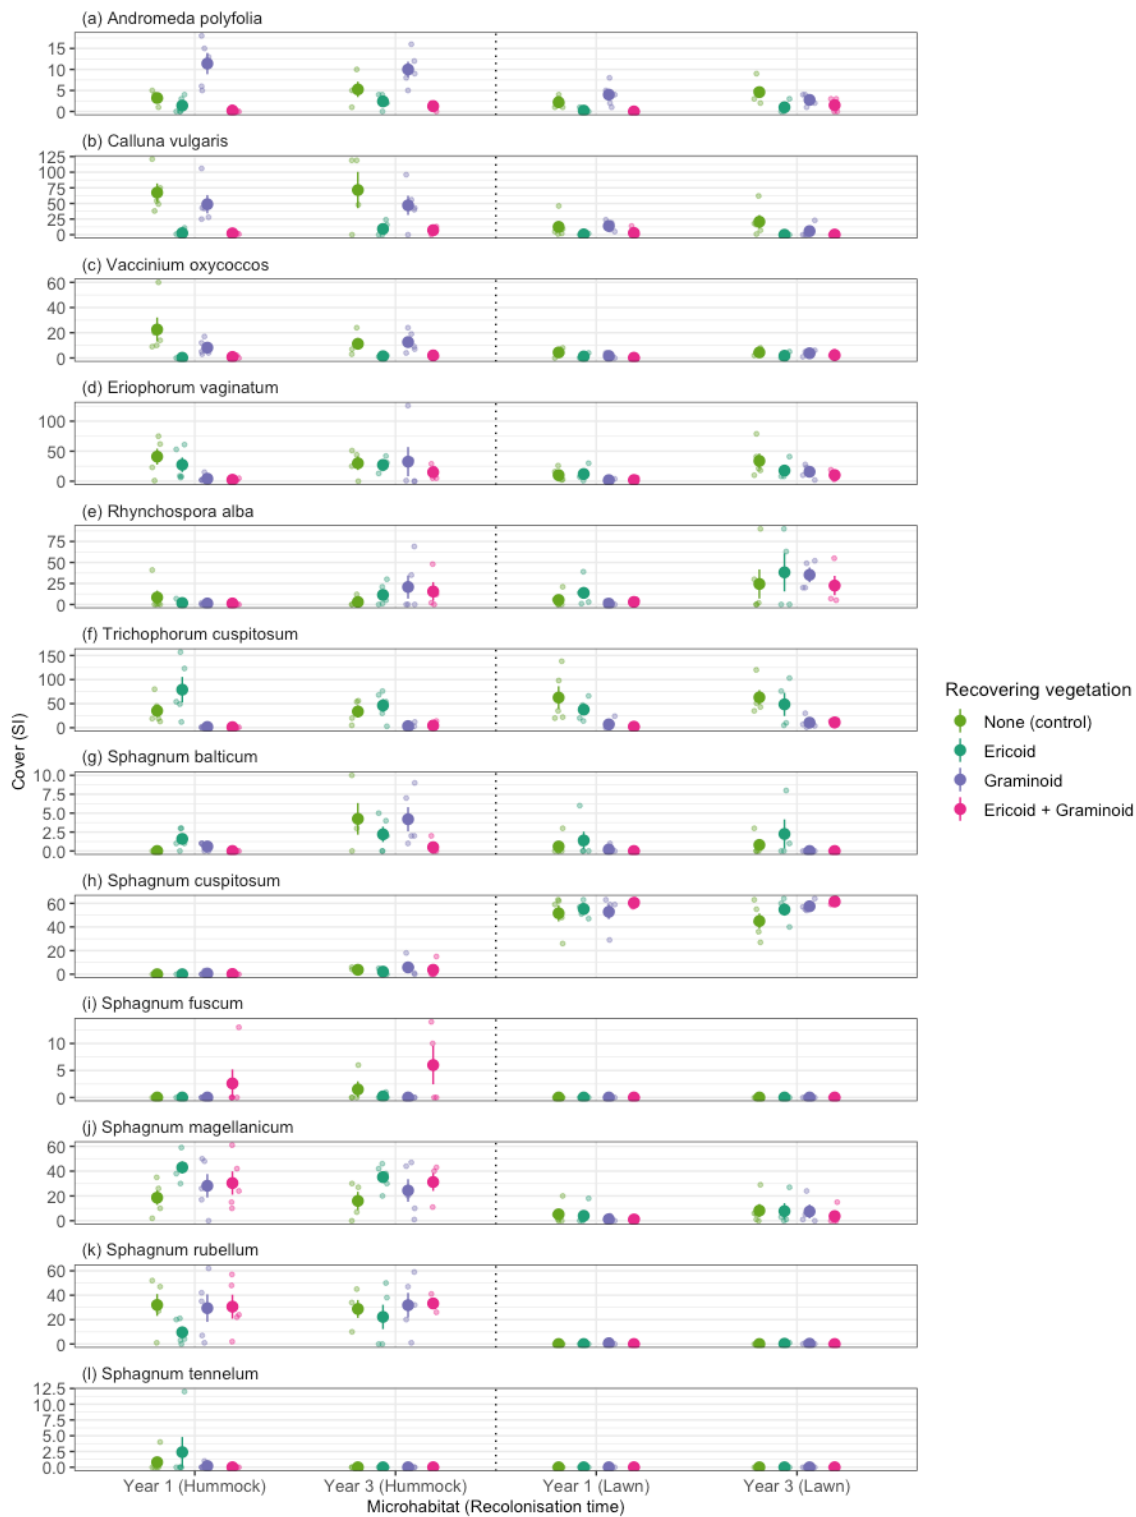 (a) Andromeda polyfolia
15
10
5
0
(b) Calluna vulgaris
125
100
75
50
25
0
(c) Vaccinium oxycoccos
60
40
20
0
(d) Eriophorum vaginatum
100
50
0
(e) Rhynchospora alba
75
50
25
0
(f) Trichophorum cuspitosum
150
100
50
0
(g) Sphagnum balticum
10.0
7.5
5.0
2.5
0.0
(h) Sphagnum cuspitosum
60
40
20
0
(i) Sphagnum fuscum
10
5
0
(j) Sphagnum magellanicum
60
40
20
0
(k) Sphagnum rubellum
60
40
20
0
(l) Sphagnum tennelum
12.5
10.0
7.5
5.0
2.5
0.0
Year 1 (Hummock) Year 3 (Hummock) Year 1 (Lawn) Year 3 (Lawn)
Microhabitat (Recolonisation time)
Cover (SI)
Recovering vegetation
None (control)
Ericoid
Graminoid
Ericoid + Graminoid